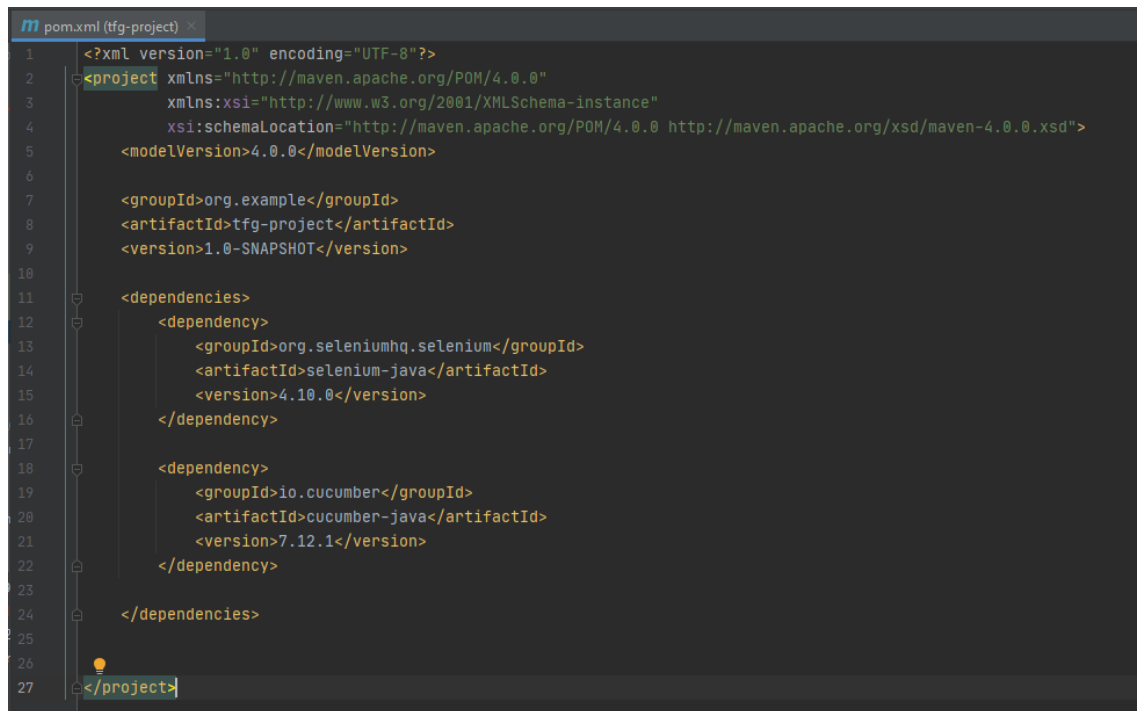 m pom.xml (tfg-project) ×
1 <?xml version="1.0" encoding="UTF-8"?>
2 <project xmlns="http://maven.apache.org/POM/4.0.0"
3 xmlns:xsi="http://www.w3.org/2001/XMLSchema-instance"
4 xsi:schemaLocation="http://maven.apache.org/POM/4.0.0 http://maven.apache.org/xsd/maven-4.0.0.xsd">
5 <modelVersion>4.0.0</modelVersion>
6
7 <groupId>org.example</groupId>
8 <artifactId>tfg-project</artifactId>
9 <version>1.0-SNAPSHOT</version>
10
11 <dependencies>
12 <dependency>
13 <groupId>org.seleniumhq.selenium</groupId>
14 <artifactId>selenium-java</artifactId>
15 <version>4.10.0</version>
16 </dependency>
17
18 <dependency>
19 <groupId>io.cucumber</groupId>
20 <artifactId>cucumber-java</artifactId>
21 <version>7.12.1</version>
22 </dependency>
23
24 </dependencies>
25
26
27 </project>